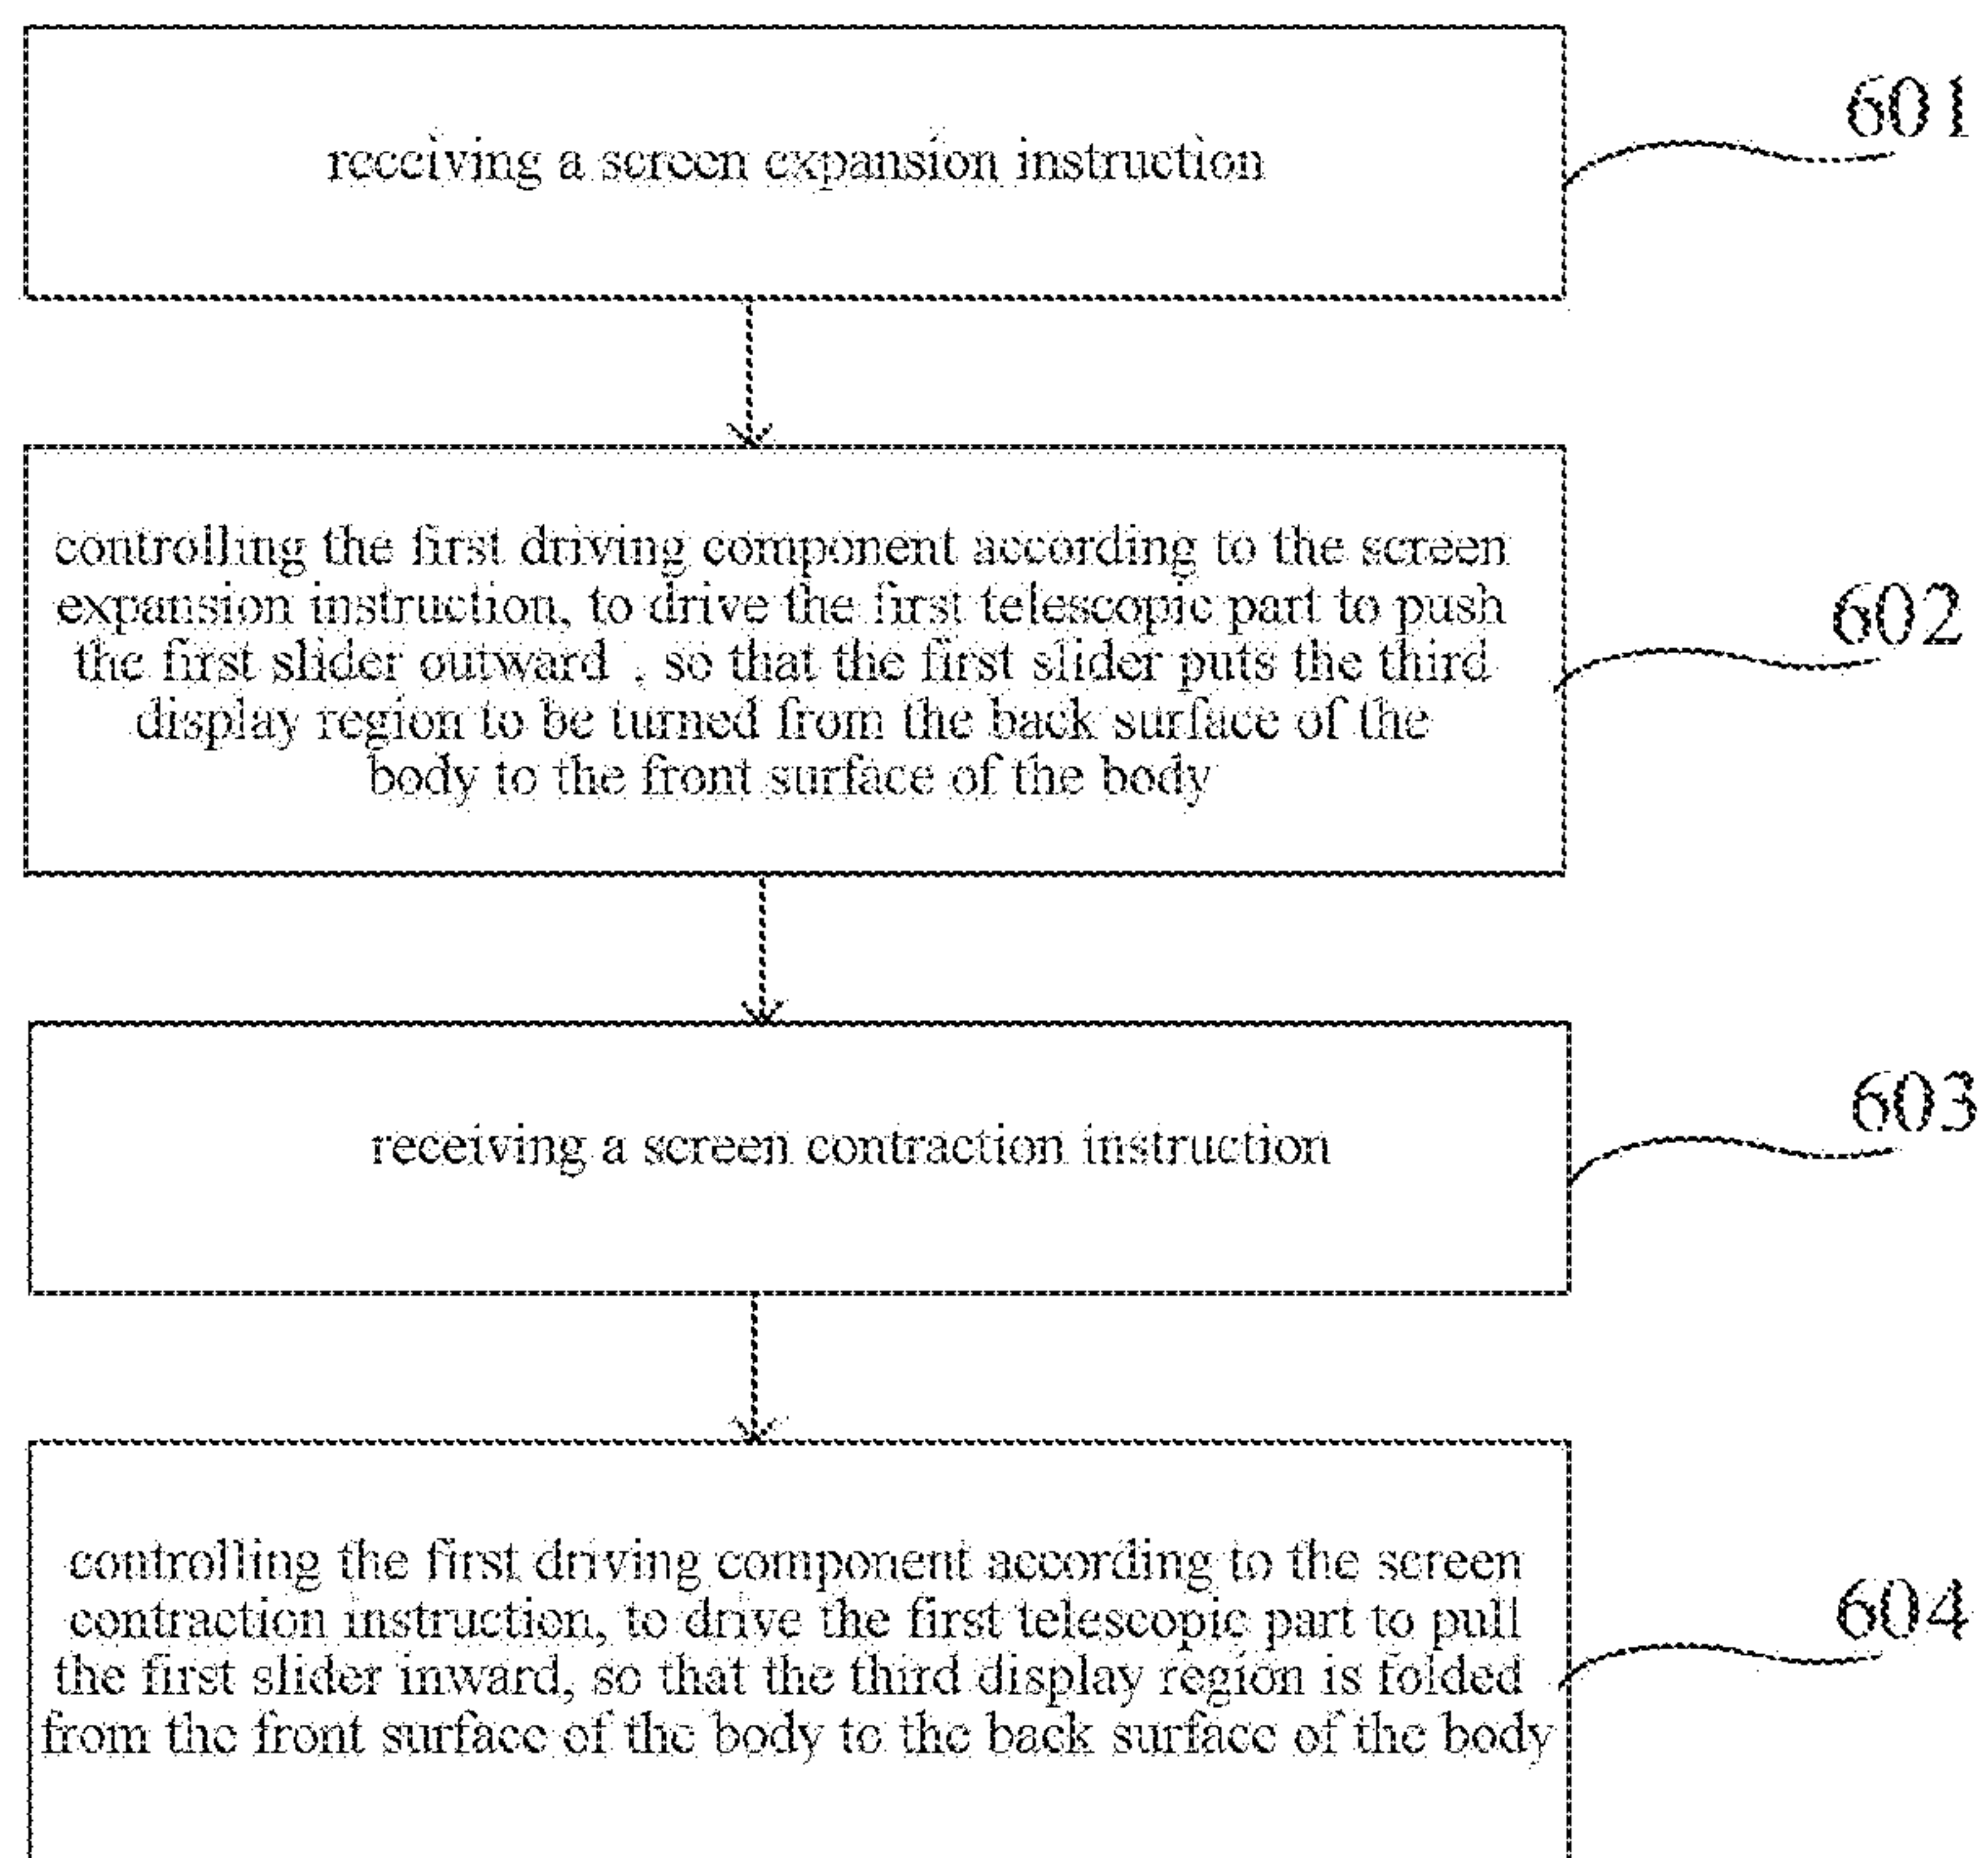 receiving a screen expansion instruction
601
controlling the first driving component according to the screen
expansion instruction, to drive the first telescopic part to push
the first slider outward , so that the first slider puts the third
display region to be turned from the back surface of the
body to the front surface of the body
602
receiving a screen contraction instruction
603
controlling the first driving component according to the screen
contraction instruction, to drive the first telescopic part to pull
the first slider inward, so that the third display region is folded
from the front surface of the body to the back surface of the body
604